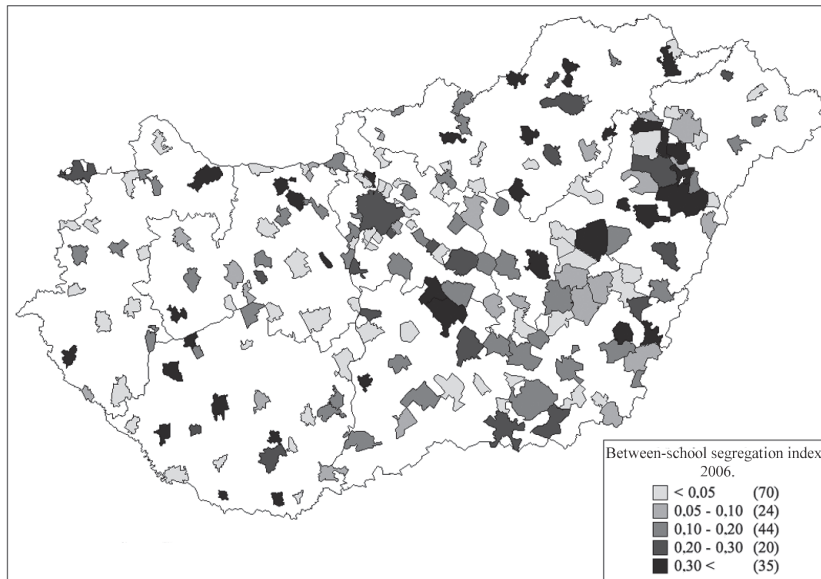 Between-school segregation index
2006.
< 0.05 (70)
0.05 - 0.10 (24)
0,10 - 0.20 (44)
0.20 - 0.30 (20)
0.30 < (35)